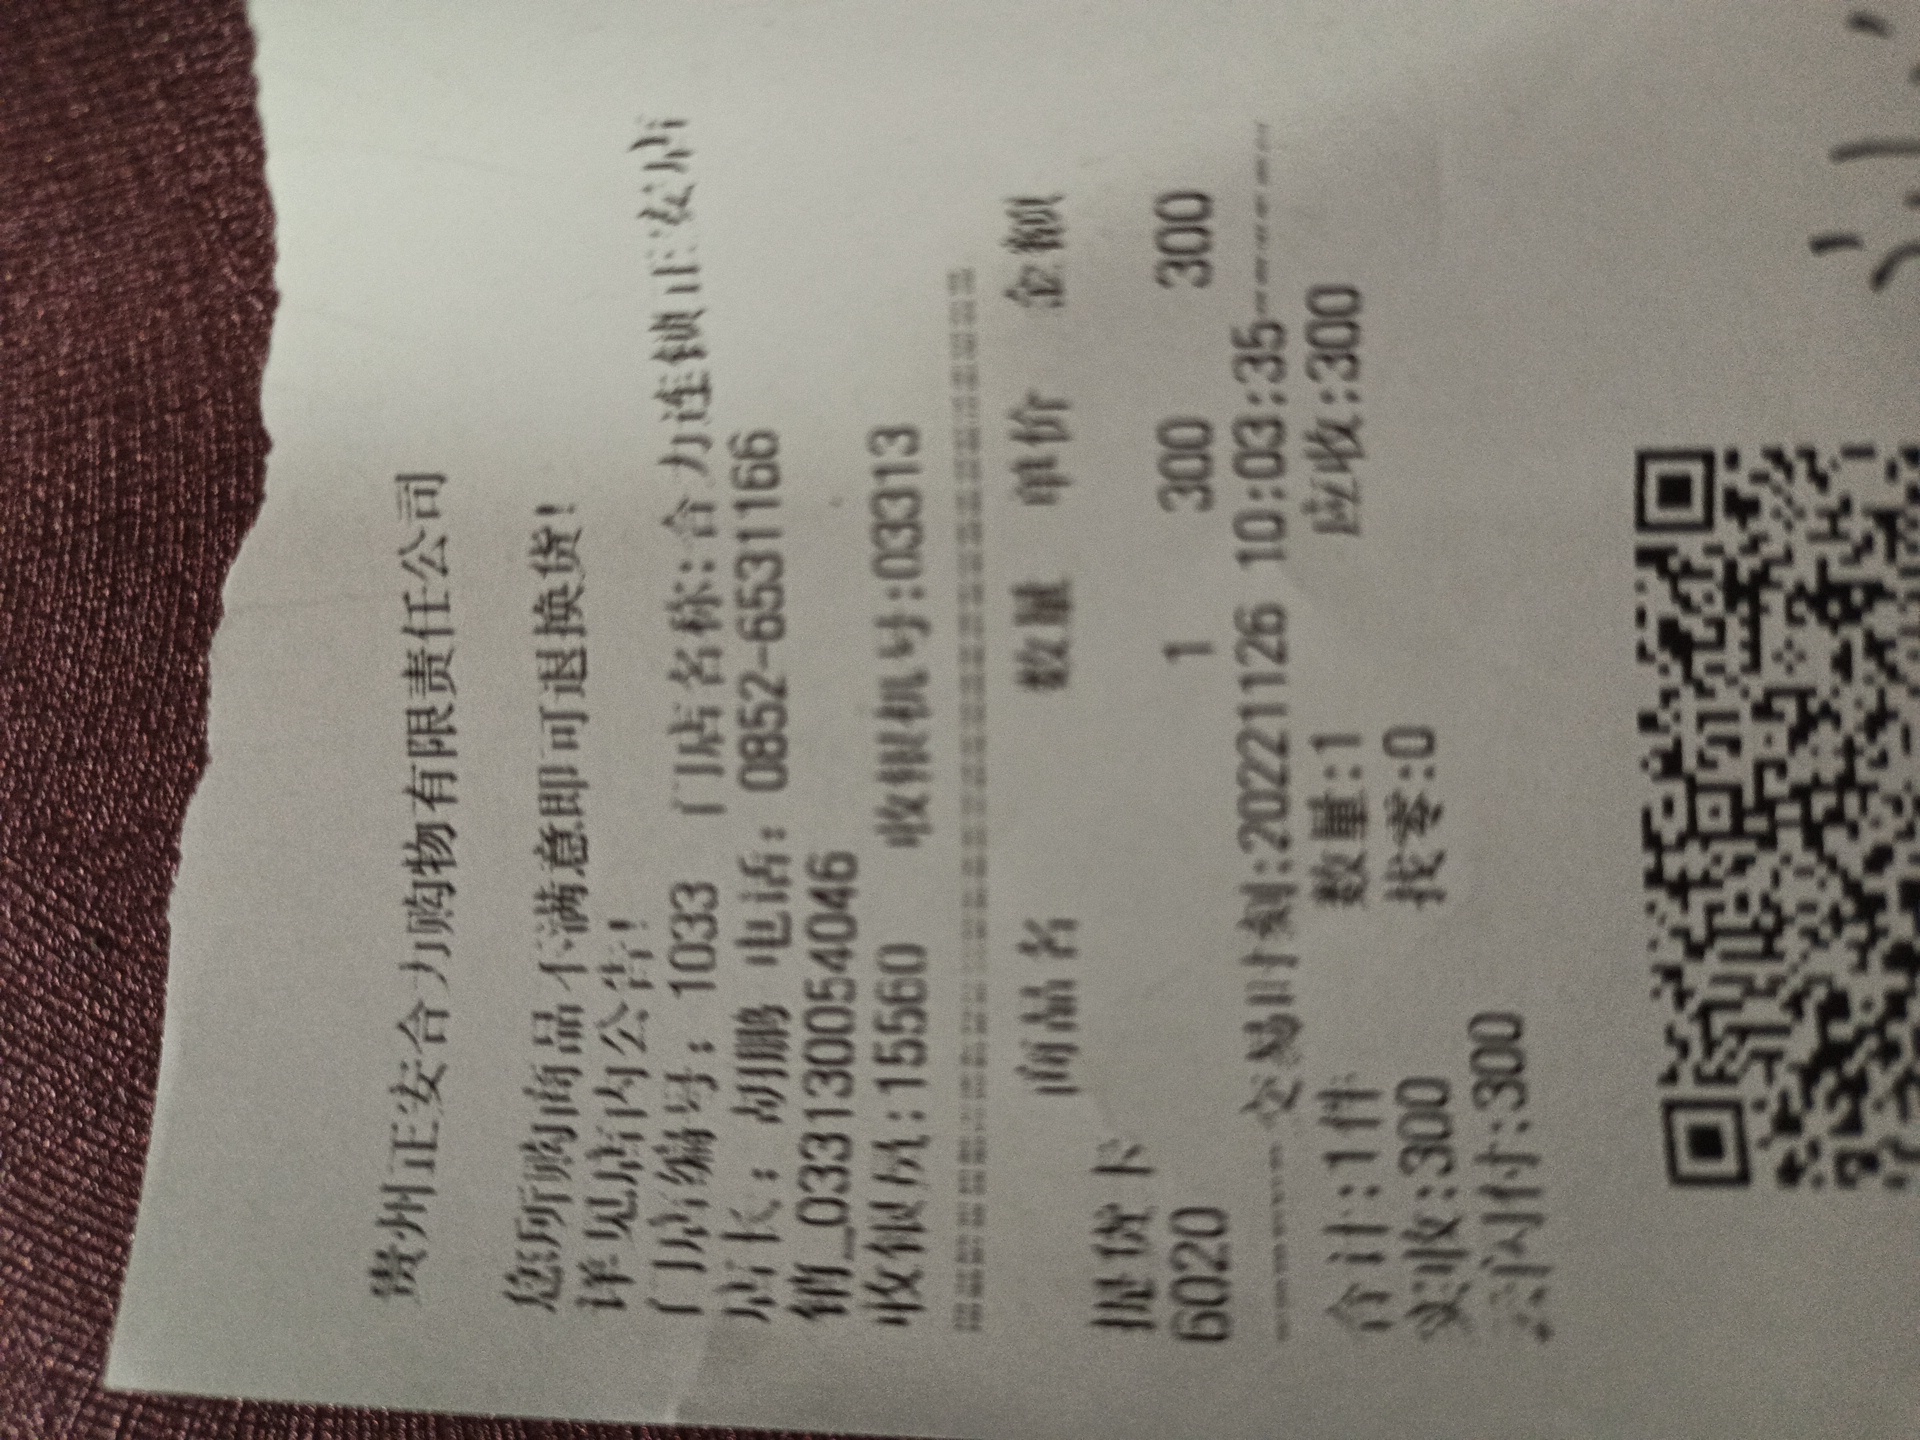 贵州正安合力购物有限责任公司
您所购商品不满意即可退换货!
详见店内公告!
门店编号: 1033 门店名称:合力连锁正安店
店长: 胡鹏 电话: 0852-6531166
销_0331300554046
收银员:15560 收银机号:03313
商品名 数量 单价 金额
提货卡
6020 1 300 300
交易时刻:20221126 10:03:35
合计:1件 数量:1 应收:300
实收:300 找零:0
云闪付:300